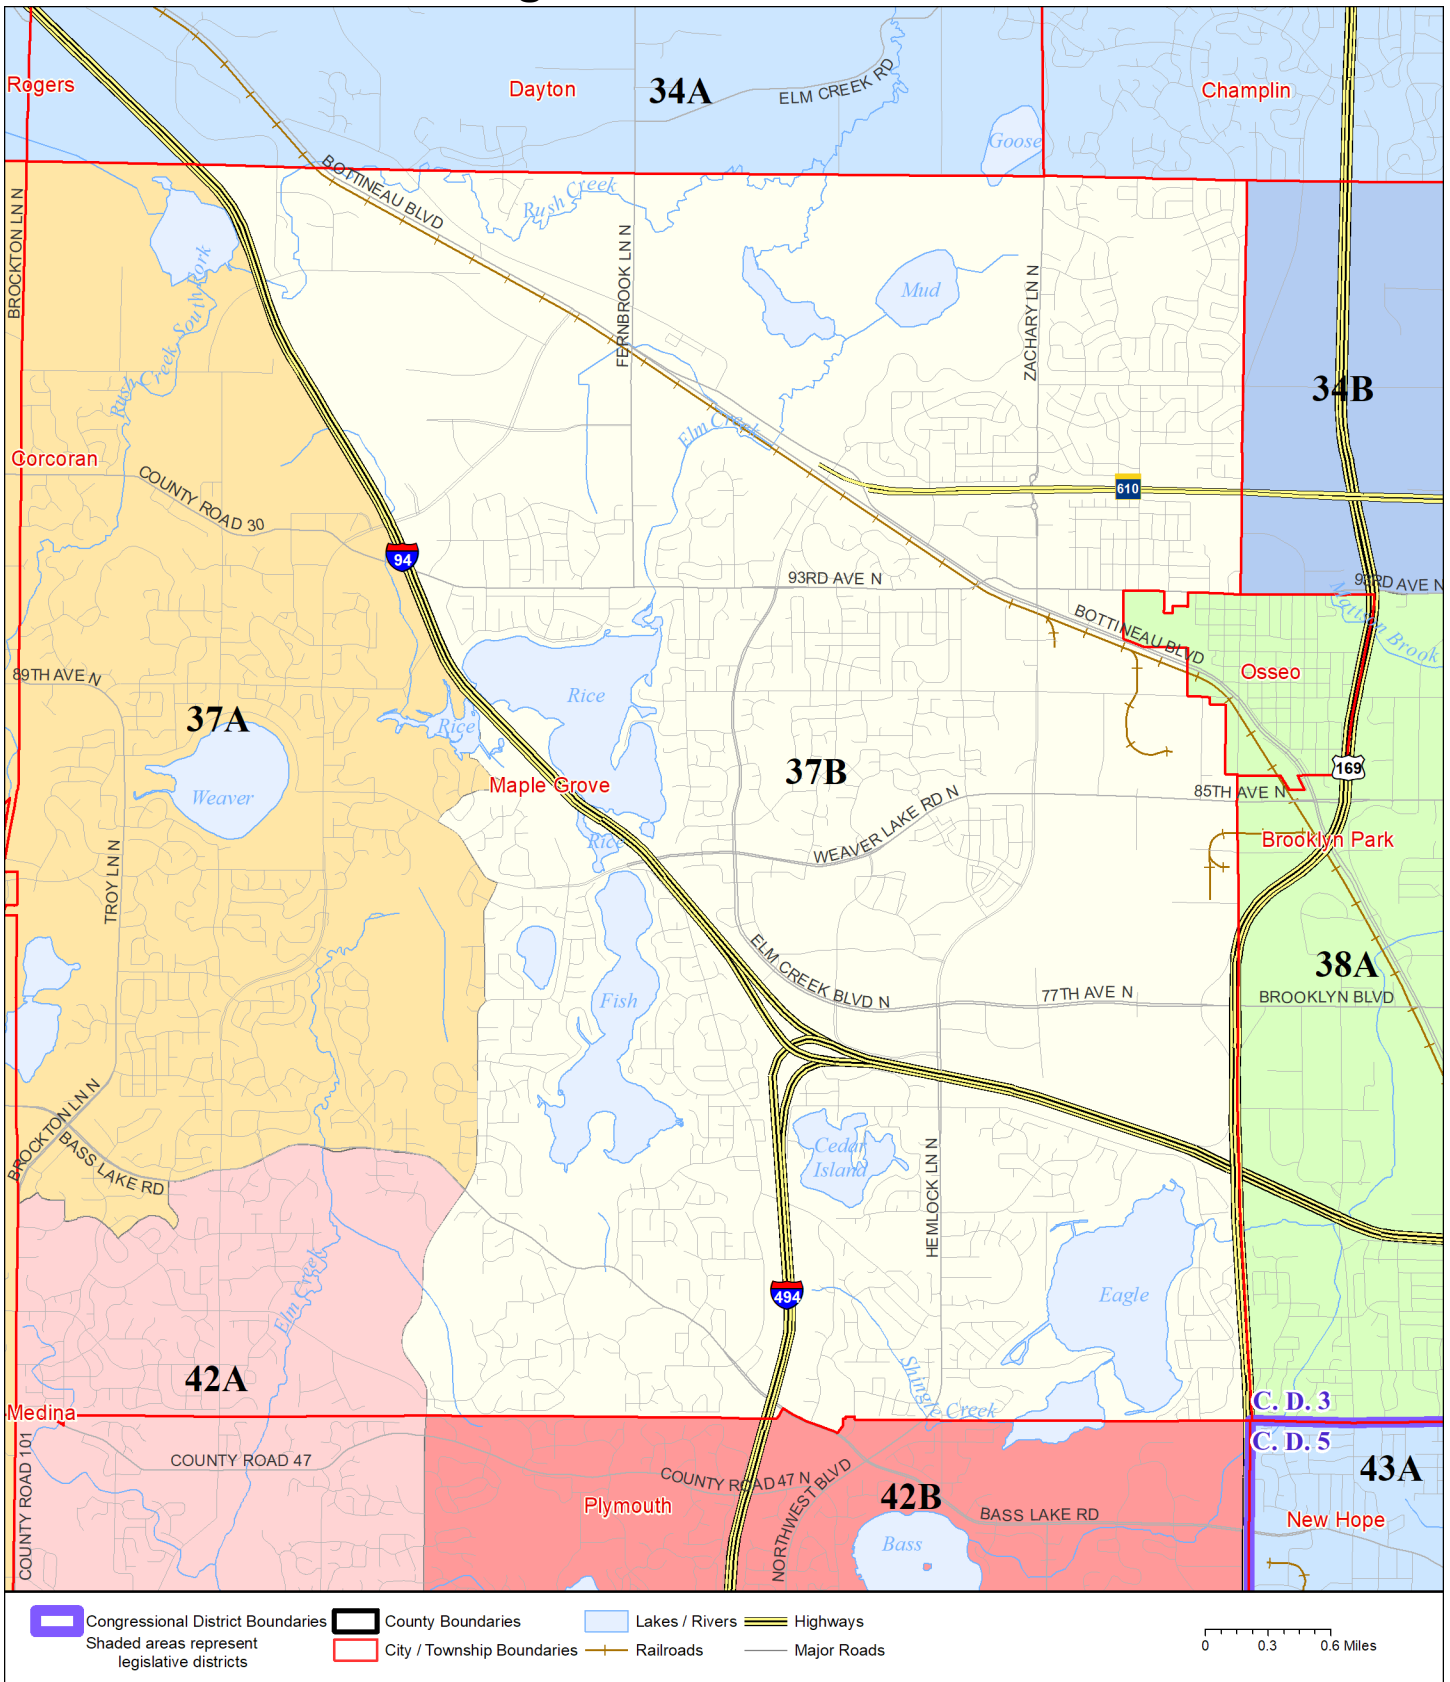 Rogers
Dayton
34A
ELM CREEK RD
Champlin
Goose
BOTTINEAU BLVD
Rush Creek
BROCKTON LN N
Rush Creek South Fork
FERNBROOK LN N
Mud
ZACHARY LN N
34B
Elm Creek
Corcoran
COUNTY ROAD 30
610
94
93RD AVE N
93RD AVE N
Mattson Brook
BOTTINEAU BLVD
Osseo
89TH AVE N
37A
Rice
Rice
37B
169
Maple Grove
Weaver
85TH AVE N
WEAVER LAKE RD N
Rice
Brooklyn Park
TROY LN N
ELM CREEK BLVD N
38A
Fish
77TH AVE N
BROOKLYN BLVD
BROCKTON LN N
BASS LAKE RD
Cedar
Island
HEMLOCK LN N
Elm Creek
494
Eagle
42A
Shingle Creek
C. D. 3
Medina
C. D. 5
COUNTY ROAD 101
COUNTY ROAD 47
COUNTY ROAD 47 N
43A
Plymouth
NORTHWEST BLVD
42B
BASS LAKE RD
New Hope
Bass
Congressional District Boundaries
County Boundaries
Lakes / Rivers
Highways
Shaded areas represent
legislative districts
City / Township Boundaries
Railroads
Major Roads
0 0.3 0.6 Miles